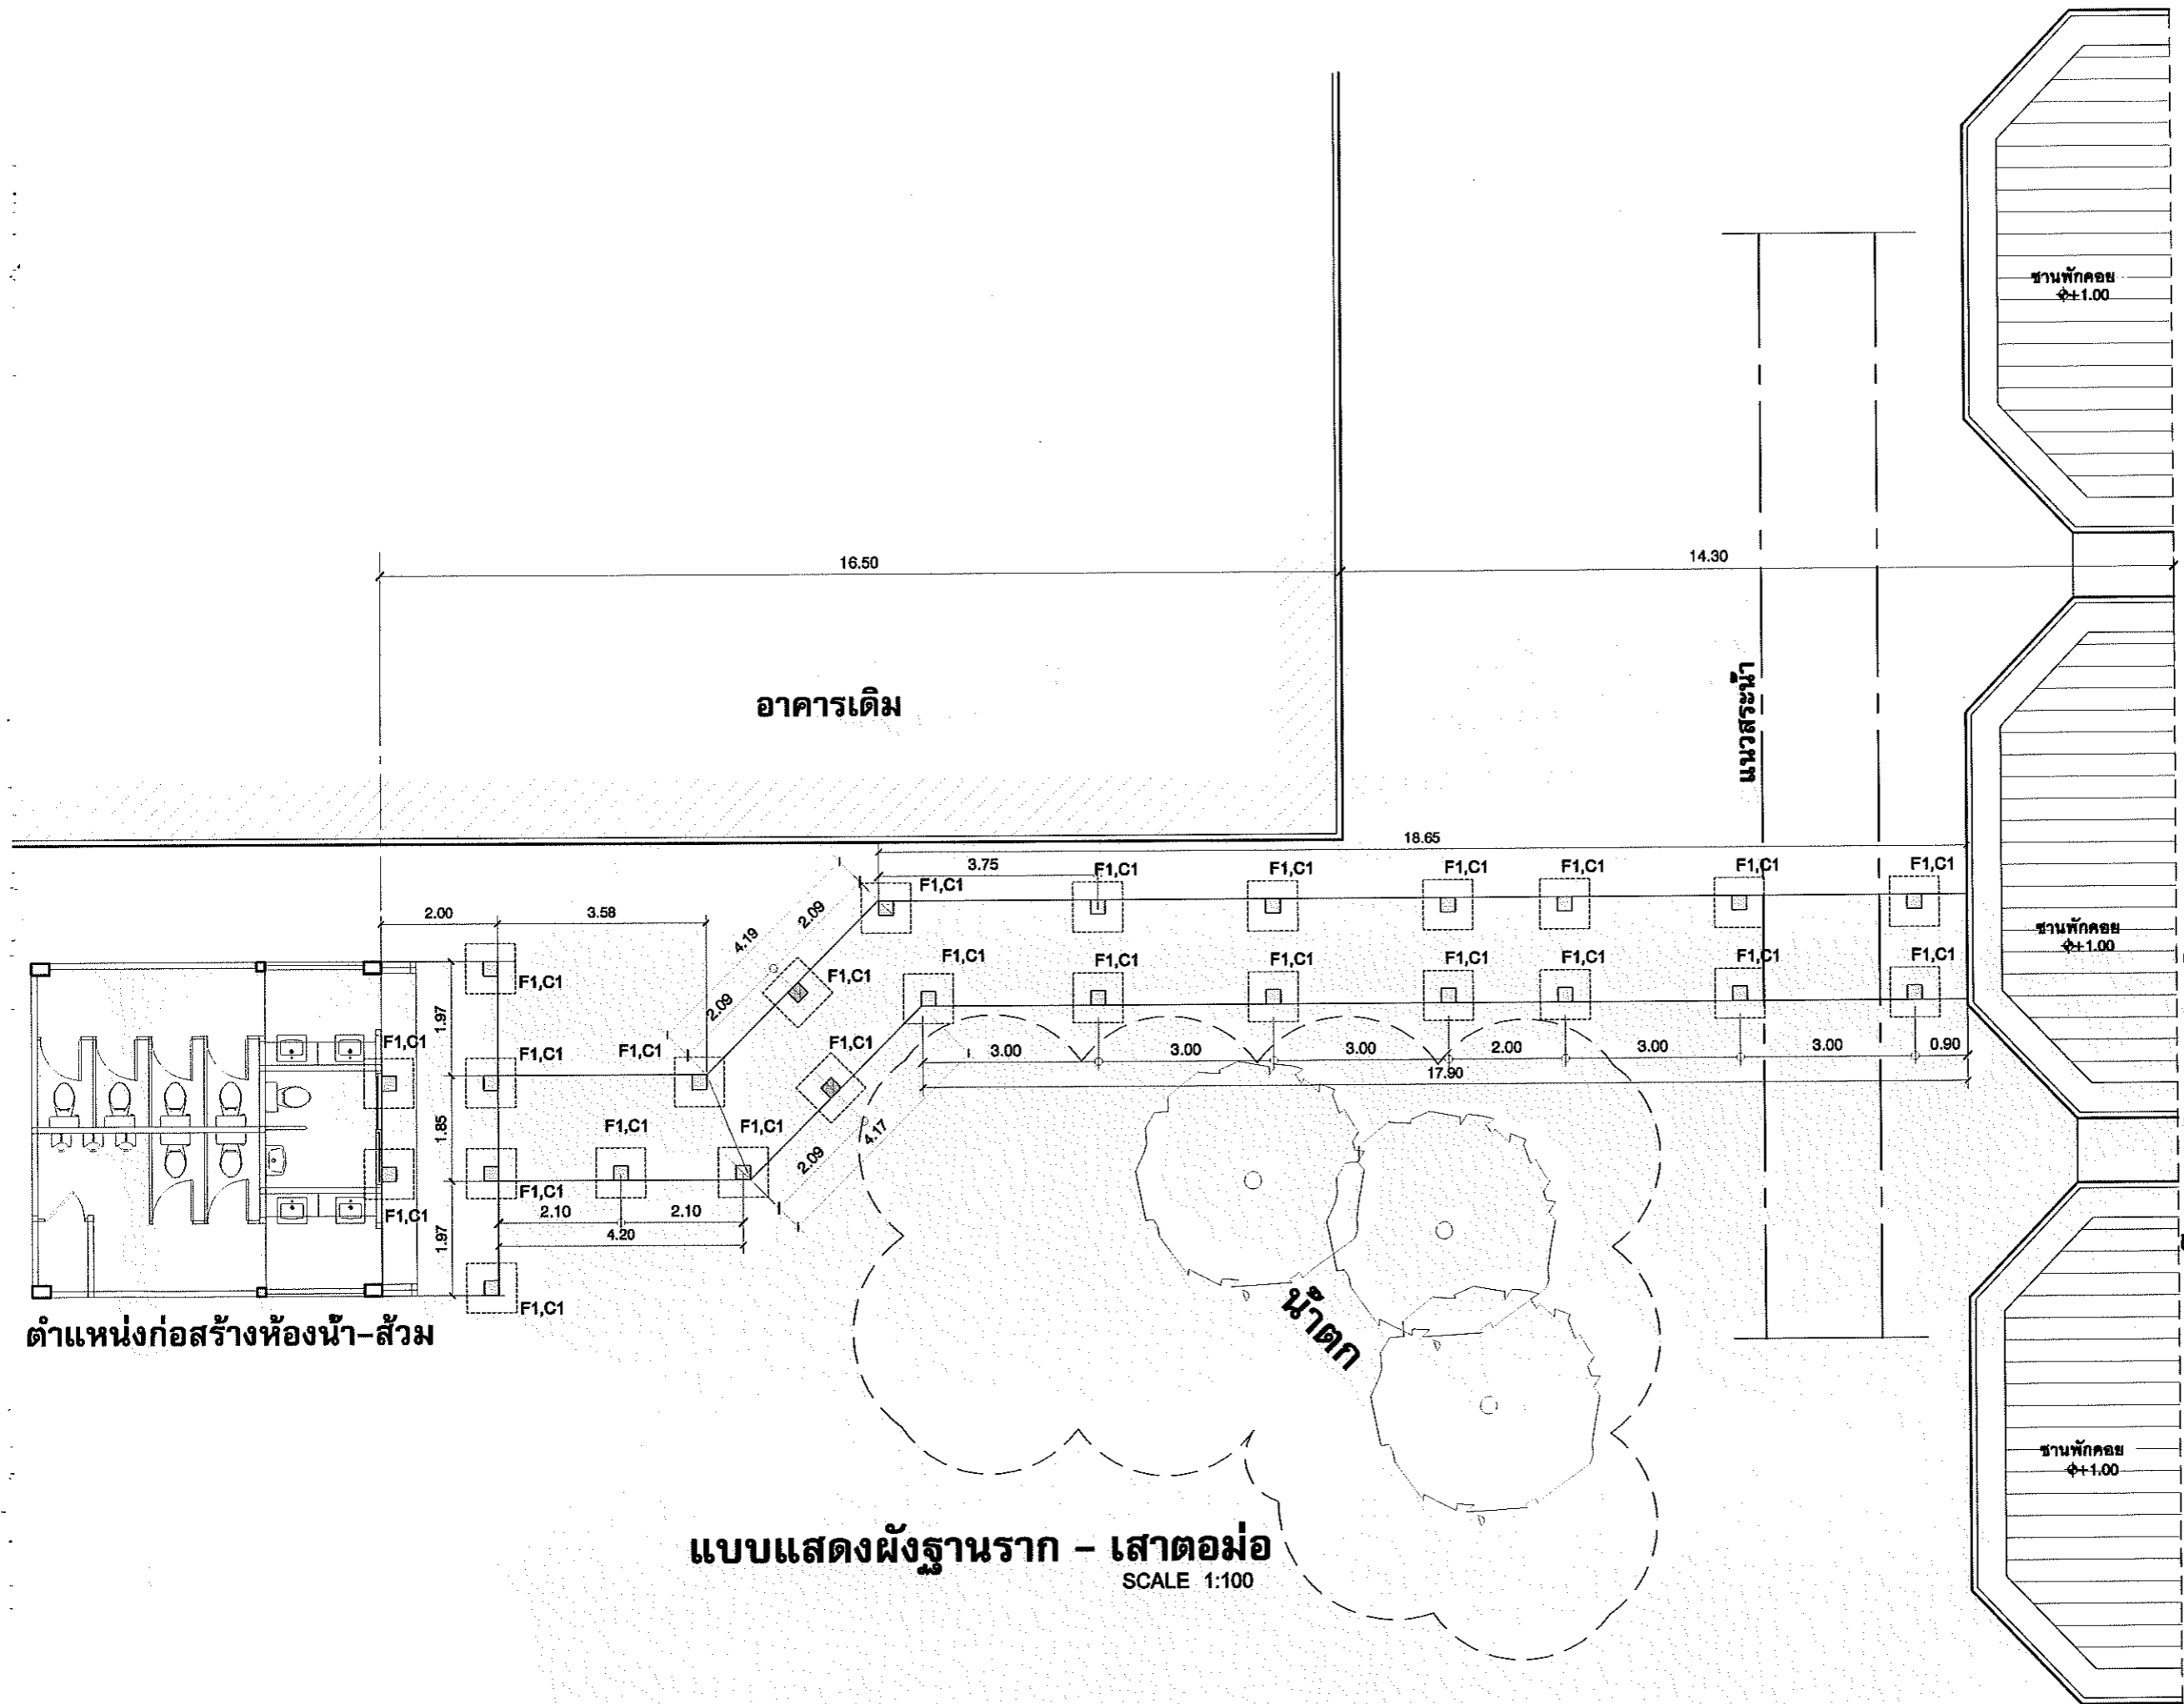 ชานพักคอย
+1.00
16.50
14.30
อาคารเดิม
แนวสระน้ำ
18.65
3.75
F1,C1
F1,C1
F1,C1
F1,C1
F1,C1
F1,C1
F1,C1
2.00
3.58
4.19
2.09
2.09
ชานพักคอย
+1.00
F1,C1
F1,C1
F1,C1
F1,C1
F1,C1
F1,C1
F1,C1
F1,C1
F1,C1
1.97
F1,C1
F1,C1
F1,C1
F1,C1
3.00
3.00
3.00
2.00
3.00
3.00
0.90
17.90
1.85
F1,C1
F1,C1
4.17
2.09
F1,C1
F1,C1
2.10
2.10
4.20
1.97
F1,C1
ตำแหน่งก่อสร้างห้องน้ำ-ส้วม
น้ำตก
ชานพักคอย
+1.00
แบบแสดงผังฐานราก - เสาตอม่อ
SCALE 1:100